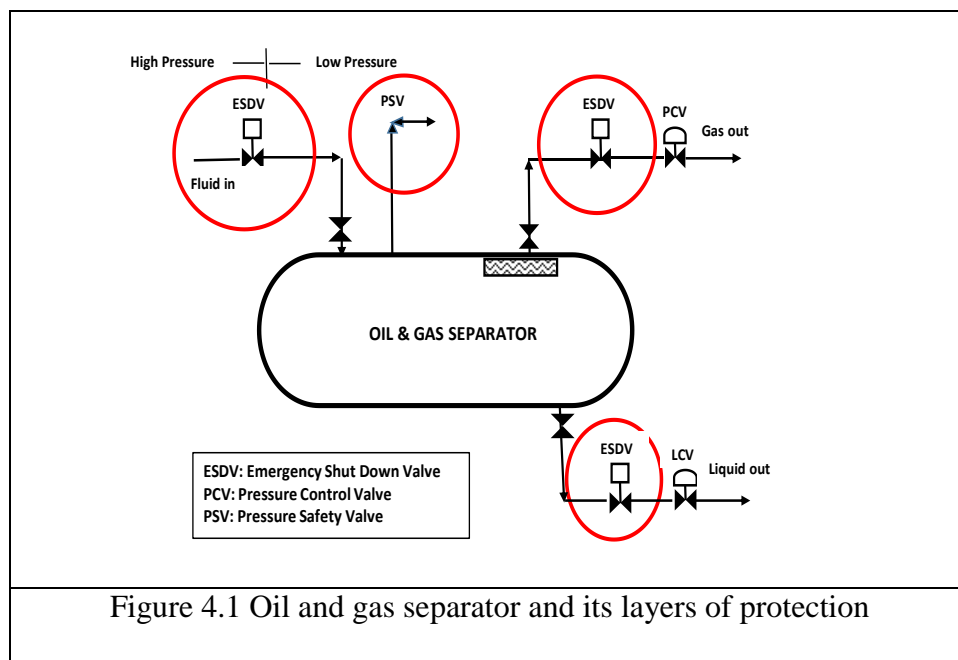 High Pressure
Low Pressure
ESDV
PSV
ESDV
PCV
Gas out
Fluid in
OIL & GAS SEPARATOR
ESDV
LCV
Liquid out
ESDV: Emergency Shut Down Valve
PCV: Pressure Control Valve
PSV: Pressure Safety Valve
Figure 4.1 Oil and gas separator and its layers of protection